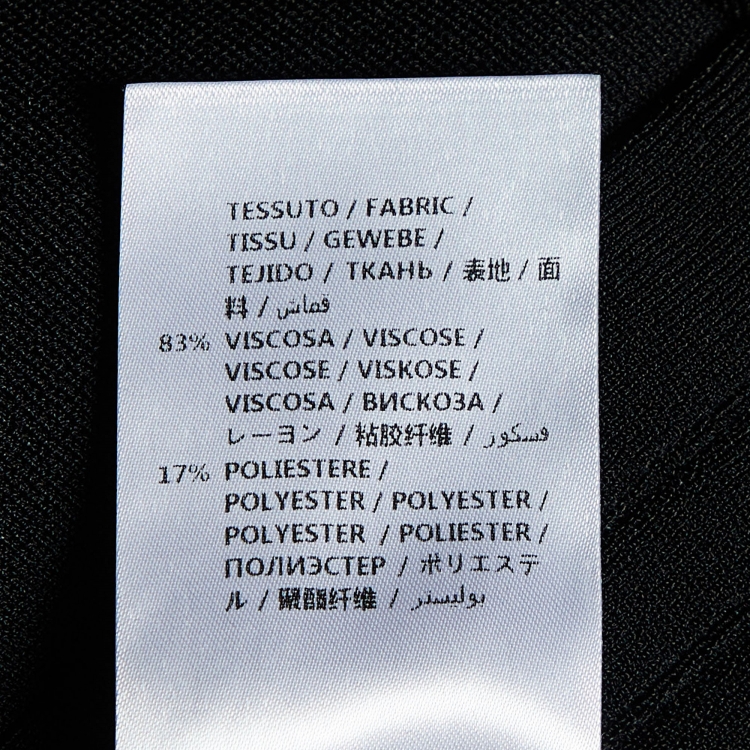 TESSUTO / FABRIC /
TISSU / GEWEBE /
TEJIDO / ТКАНЬ / 表地 / 面
料 / قماش
83% VISCOSA / VISCOSE /
VISCOSE / VISKOSE /
VISCOSA / ВИСКОЗА /
レーヨン / 粘胶纤维 / فسكوز
17% POLIESTERE /
POLYESTER / POLYESTER /
POLYESTER / POLIESTER /
ПОЛИЭСТЕР / ポリエステ
ル / 聚酯纤维 / بوليستر